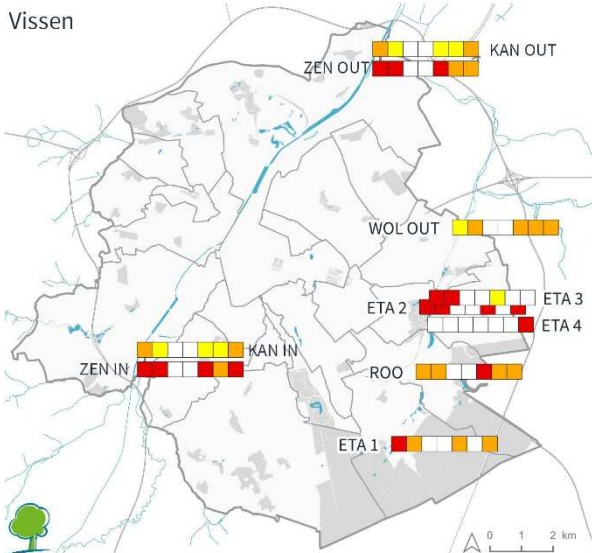 Vissen
KAN OUT
ZEN OUT
WOL OUT
ETA 3
ETA 2
ETA 4
KAN IN
ZEN IN
ROO
ETA 1
0 1 2 km